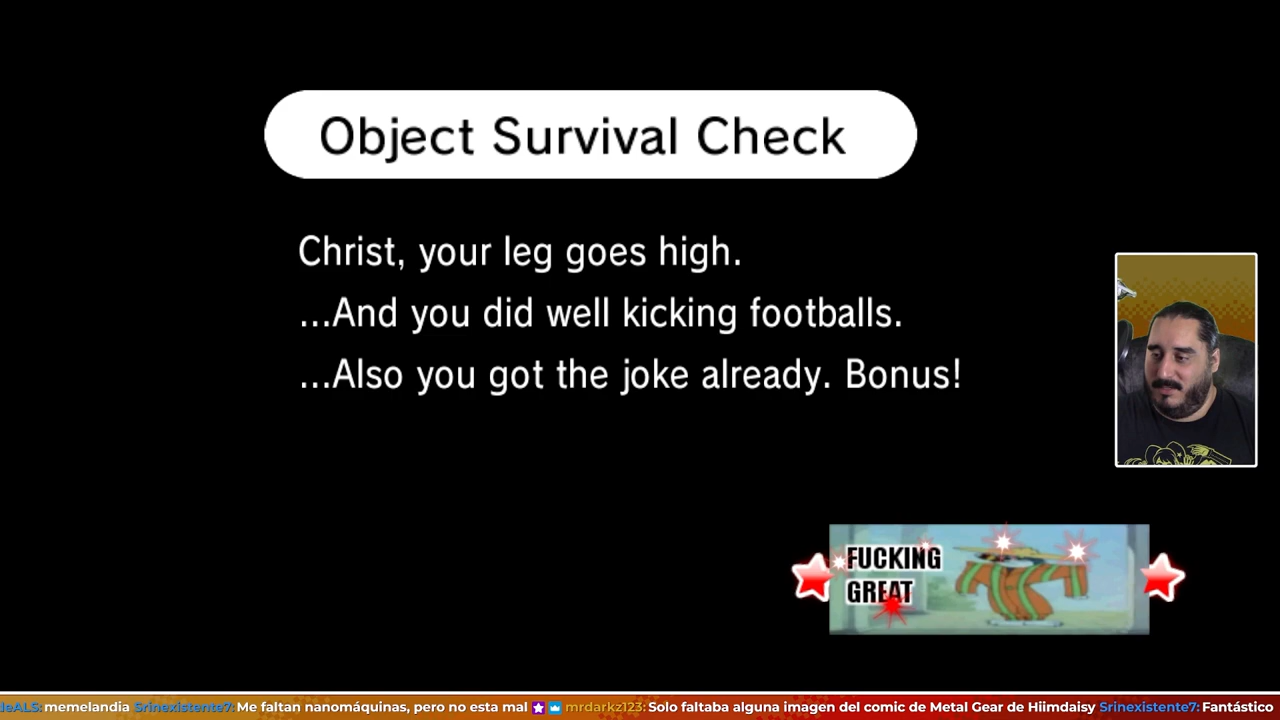 Object Survival Check
Christ, your leg goes high.
...And you did well kicking footballs.
...Also you got the joke already. Bonus!
FUCKING
GREAT
deALS: memelandia Srinexistente7: Me faltan nanomáquinas, pero no esta mal mrdarkz123: Solo faltaba alguna imagen del comic de Metal Gear de Hiimdaisy Srinexistente7: Fantástico